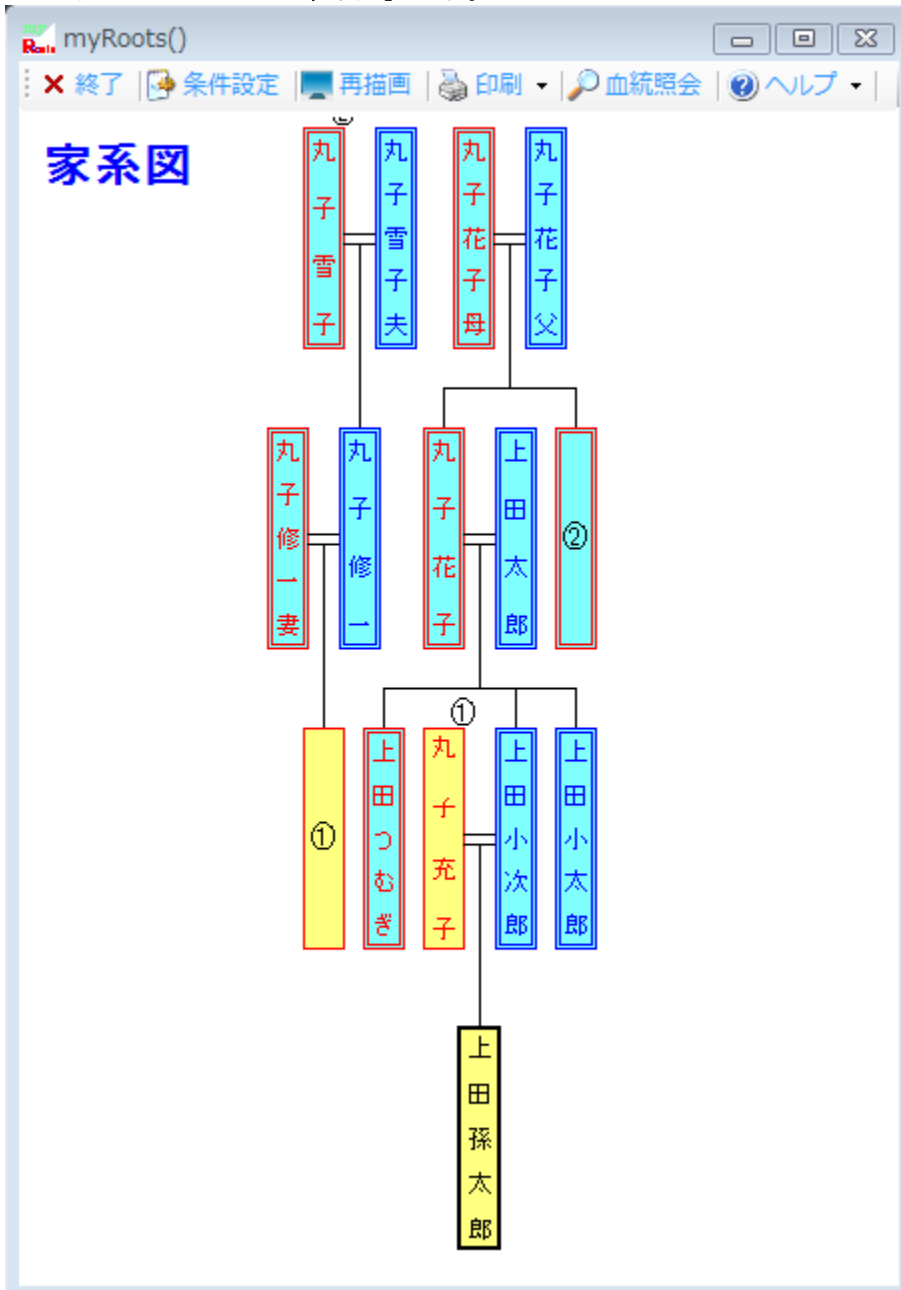 myRoots()
終了 条件設定 再描画 印刷 血統照会 ヘルプ
家系図
丸子雪子
丸子雪子夫
丸子花子母
丸子花子父
丸子修一妻
丸子修一
丸子花子
上田太郎
②
①
①
上田つむぎ
丸子充子
上田小次郎
上田小太郎
上田孫太郎